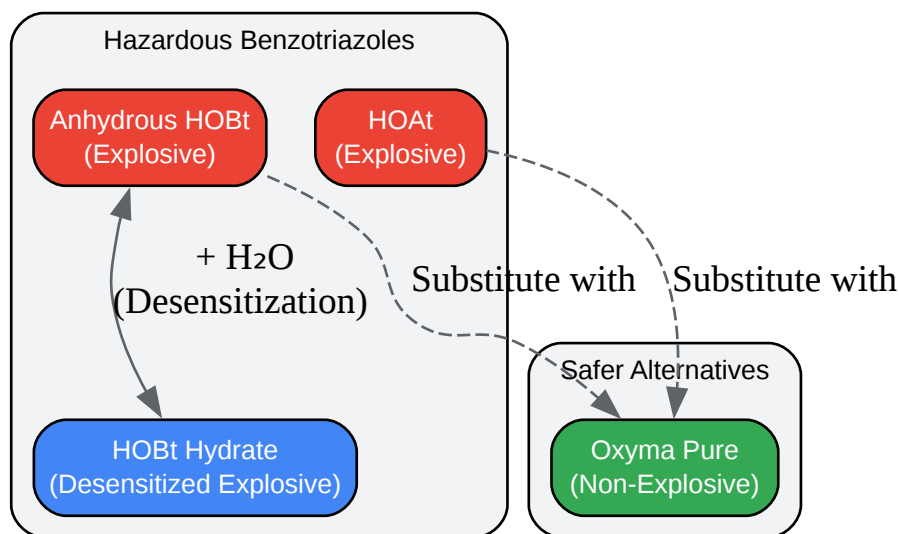 Hazardous Benzotriazoles
Anhydrous HOBt
(Explosive)
HOAt
(Explosive)
+ H₂O
(Desensitization)
Substitute with
Substitute with
Safer Alternatives
HOBt Hydrate
(Desensitized Explosive)
Oxyma Pure
(Non-Explosive)